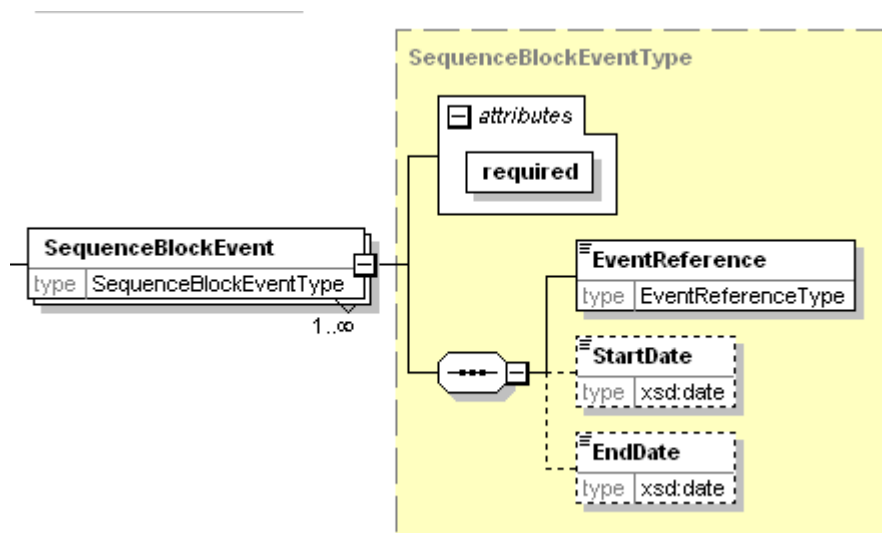 SequenceBlockEventType
attributes
required
SequenceBlockEvent
type SequenceBlockEventType
1..∞
EventReference
type EventReferenceType
StartDate
type xsd:date
EndDate
type xsd:date